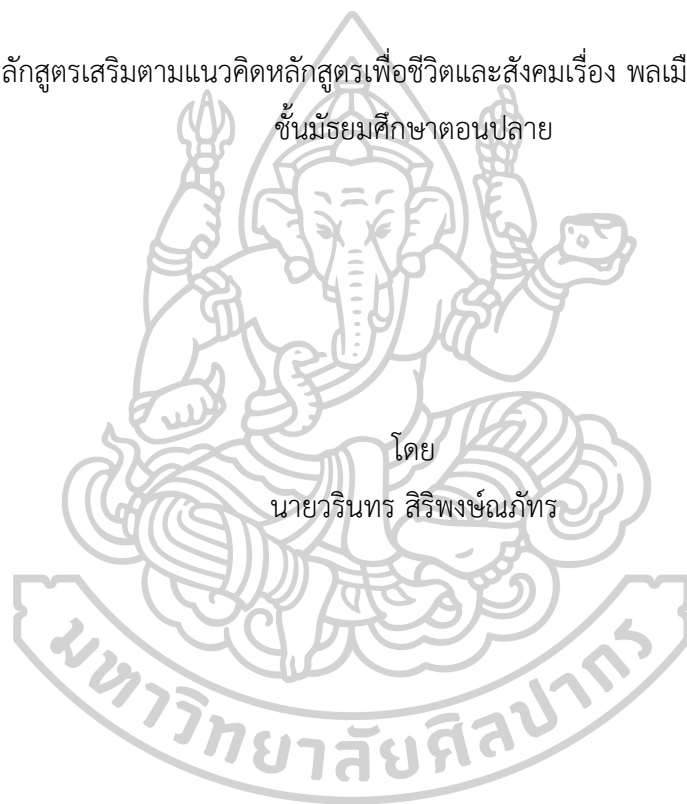 ลักสูตรเสริมตามแนวคิดหลักสูตรเพื่อชีวิตและสังคมเรื่อง พลเมื
ชั้นมัธยมศึกษาตอนปลาย
โดย
นายวรินทร สิริพงษ์ณภัทร
มหาวิทยาลัยศิลปากร